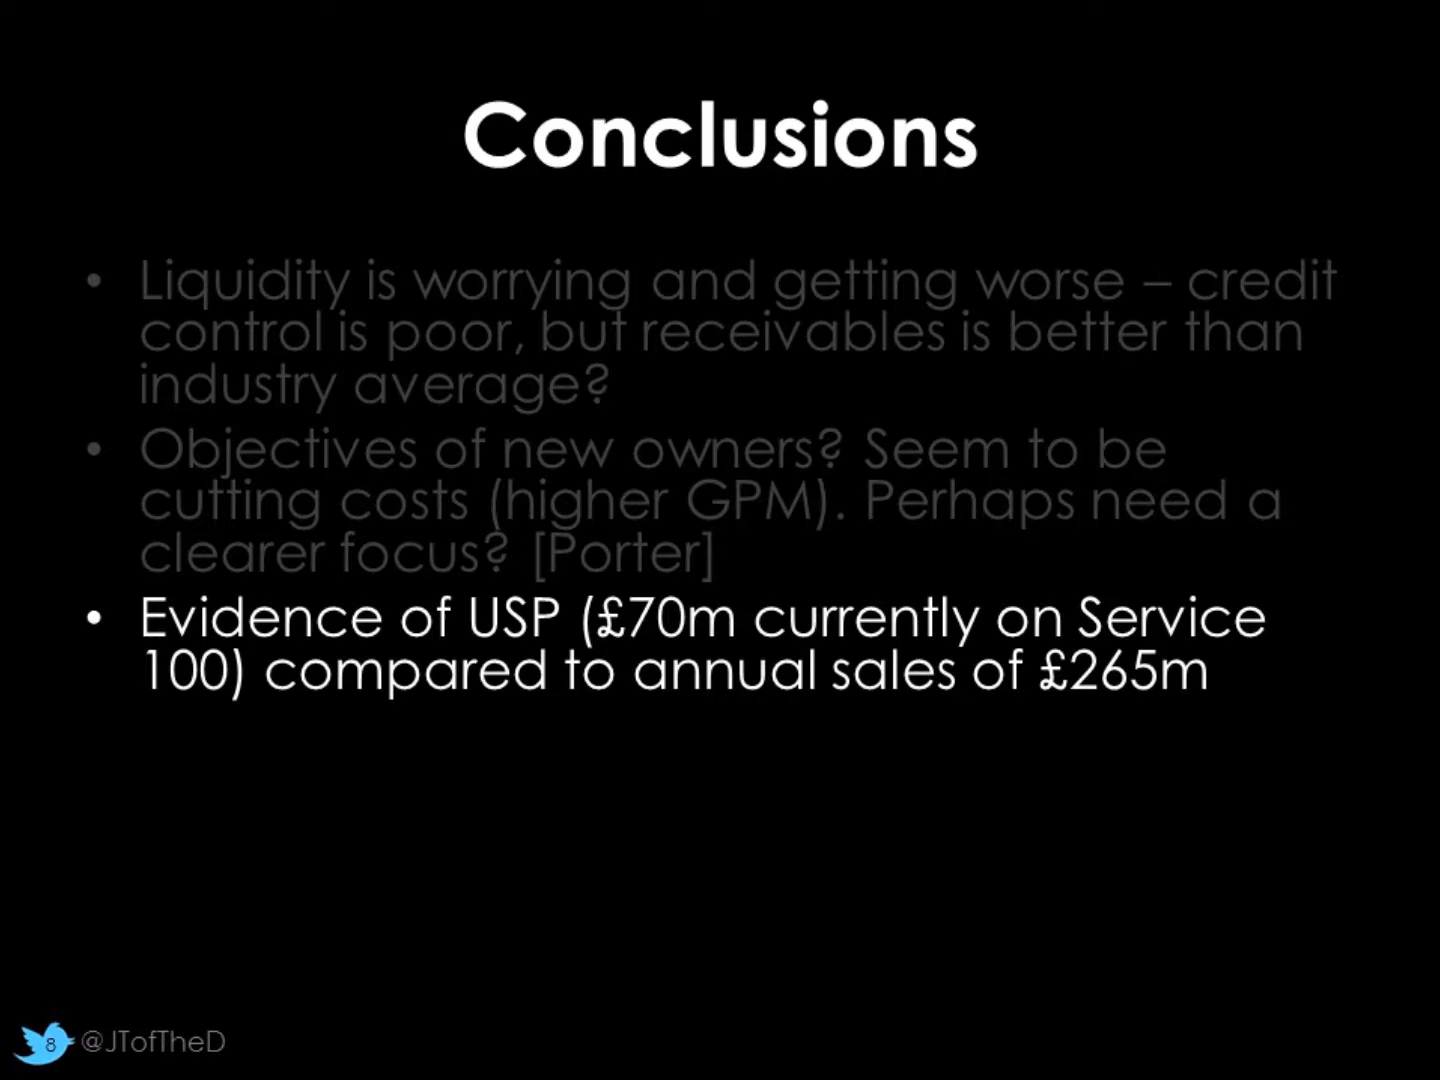 Conclusions
• Liquidity is worrying and getting worse – credit
control is poor, but receivables is better than
industry average?
• Objectives of new owners? Seem to be
cutting costs (higher GPM). Perhaps need a
clearer focus? [Porter]
• Evidence of USP (£70m currently on Service
100) compared to annual sales of £265m
8 @JTofTheD